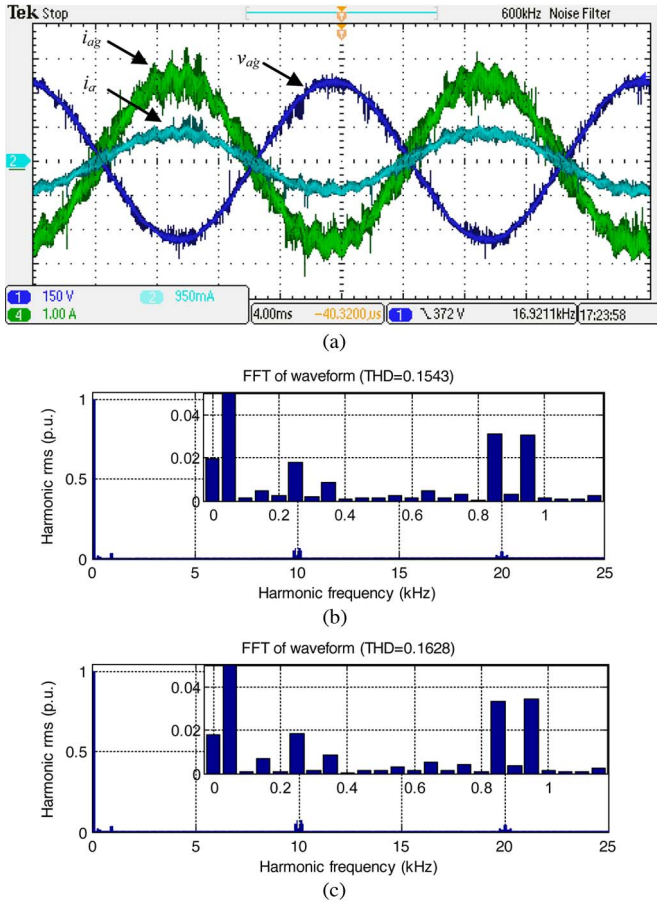 Tek Stop
600kHz Noise Filter
T
T
i_ag
v_ag
i_a
2
1 150 V 2 950mA
4 1.00 A
4.00ms
-40.3200us
1 372 V
16.9211kHz
17:23:58
(a)
FFT of waveform (THD=0.1543)
Harmonic rms (p.u.)
1
0.5
0
0.04
0.02
0
0 0.2 0.4 0.6 0.8 1
0 5 10 15 20 25
Harmonic frequency (kHz)
(b)
FFT of waveform (THD=0.1628)
Harmonic rms (p.u.)
1
0.5
0
0.04
0.02
0
0 0.2 0.4 0.6 0.8 1
0 5 10 15 20 25
Harmonic frequency (kHz)
(c)